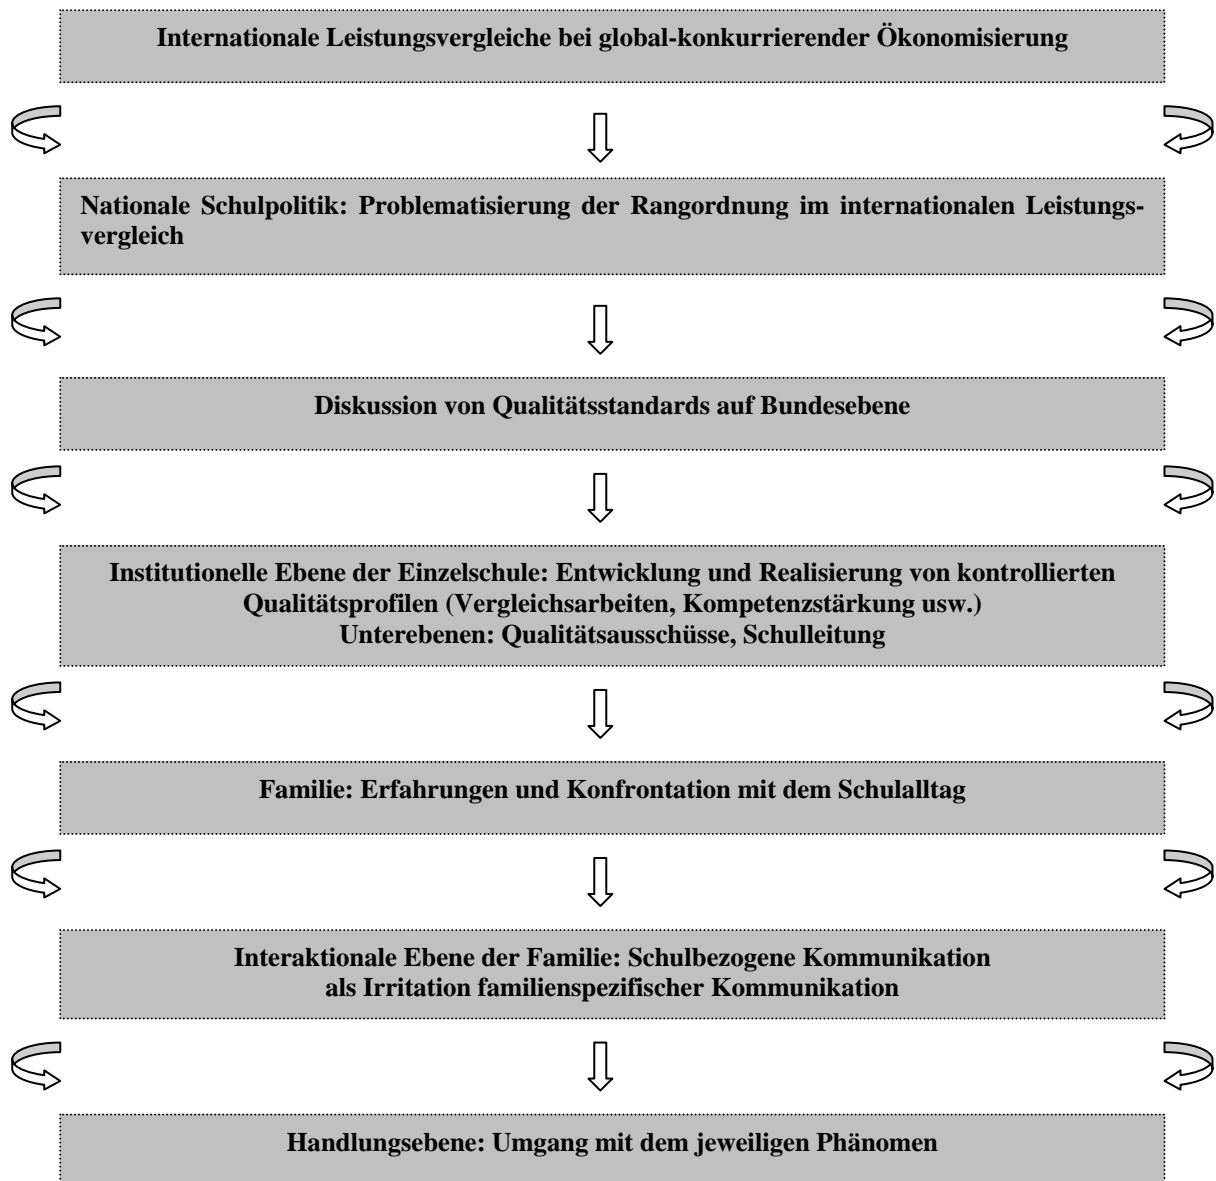 Internationale Leistungsvergleiche bei global-konkurrierender Ökonomisierung
Nationale Schulpolitik: Problematisierung der Rangordnung im internationalen Leistungs-
vergleich
Diskussion von Qualitätsstandards auf Bundesebene
Institutionelle Ebene der Einzelschule: Entwicklung und Realisierung von kontrollierten
Qualitätsprofilen (Vergleichsarbeiten, Kompetenzstärkung usw.)
Unterebenen: Qualitätsausschüsse, Schulleitung
Familie: Erfahrungen und Konfrontation mit dem Schulalltag
Interaktionale Ebene der Familie: Schulbezogene Kommunikation
als Irritation familienspezifischer Kommunikation
Handlungsebene: Umgang mit dem jeweiligen Phänomen